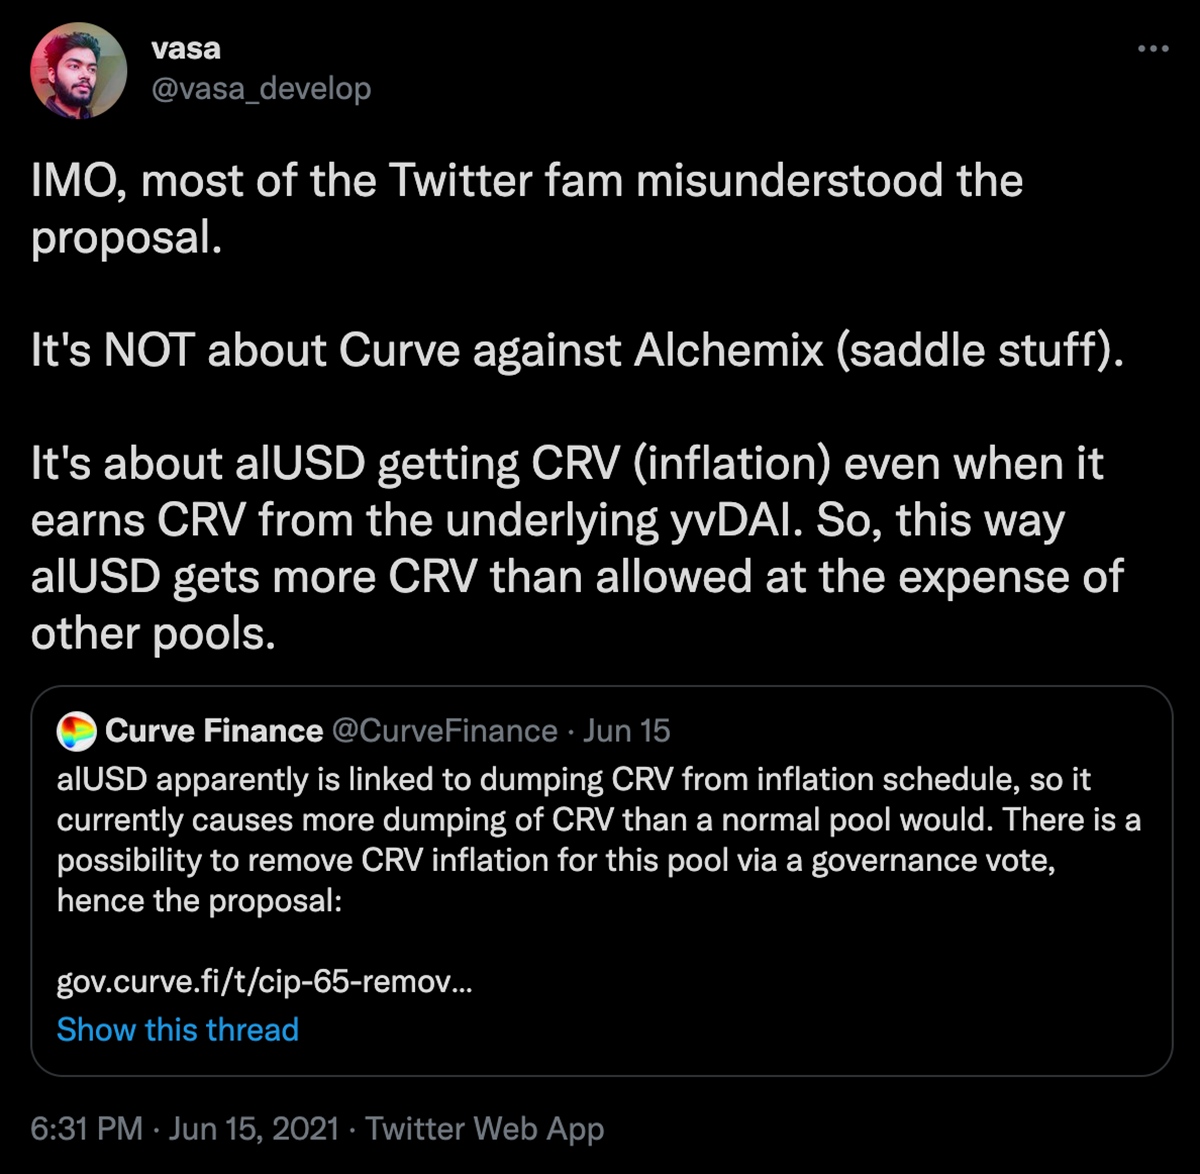 vasa
@vasa_develop
IMO, most of the Twitter fam misunderstood the
proposal.
It's NOT about Curve against Alchemix (saddle stuff).
It's about alUSD getting CRV (inflation) even when it
earns CRV from the underlying yvDAI. So, this way
alUSD gets more CRV than allowed at the expense of
other pools.
Curve Finance @CurveFinance · Jun 15
alUSD apparently is linked to dumping CRV from inflation schedule, so it
currently causes more dumping of CRV than a normal pool would. There is a
possibility to remove CRV inflation for this pool via a governance vote,
hence the proposal:
gov.curve.fi/t/cip-65-remov...
Show this thread
6:31 PM · Jun 15, 2021 · Twitter Web App